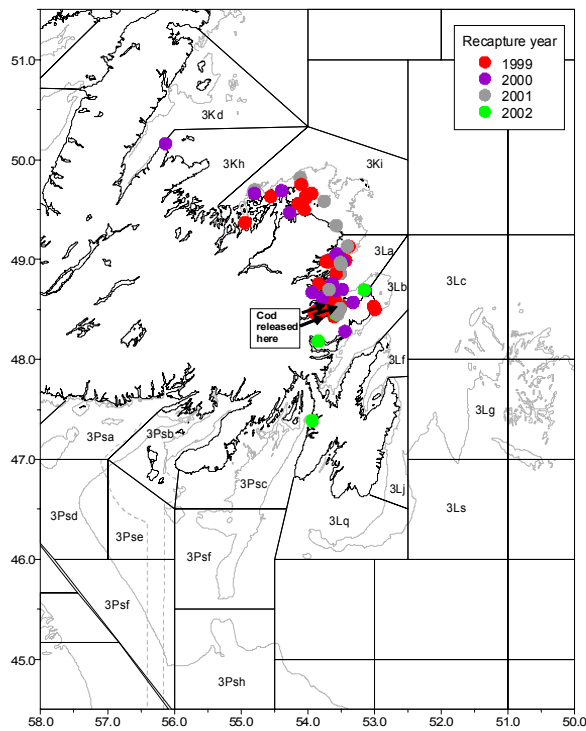 Recapture year
1999
2000
2001
2002
51.0
3Kd
50.0
3Kh
3Ki
49.0
3La
3Lb
3Lc
Cod
released
here
48.0
3Lf
3Lg
3Psa
3Psb
47.0
3Psc
3Lj
3Psd
3Pse
3Lq
3Ls
46.0
3Psf
3Psf
45.0
3Psh
58.0 57.0 56.0 55.0 54.0 53.0 52.0 51.0 50.0